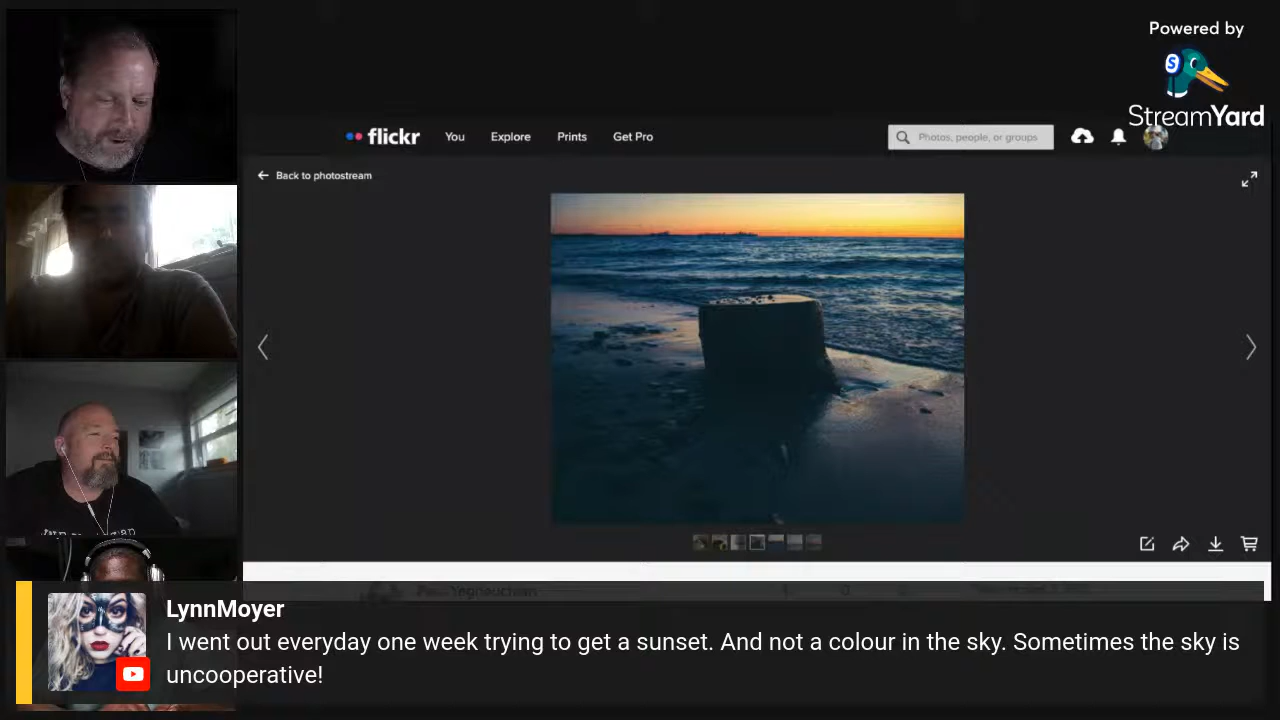 Powered by
StreamYard
flickr You Explore Prints Get Pro
Photos, people, or groups
Back to photostream
LynnMoyer
I went out everyday one week trying to get a sunset. And not a colour in the sky. Sometimes the sky is
uncooperative!